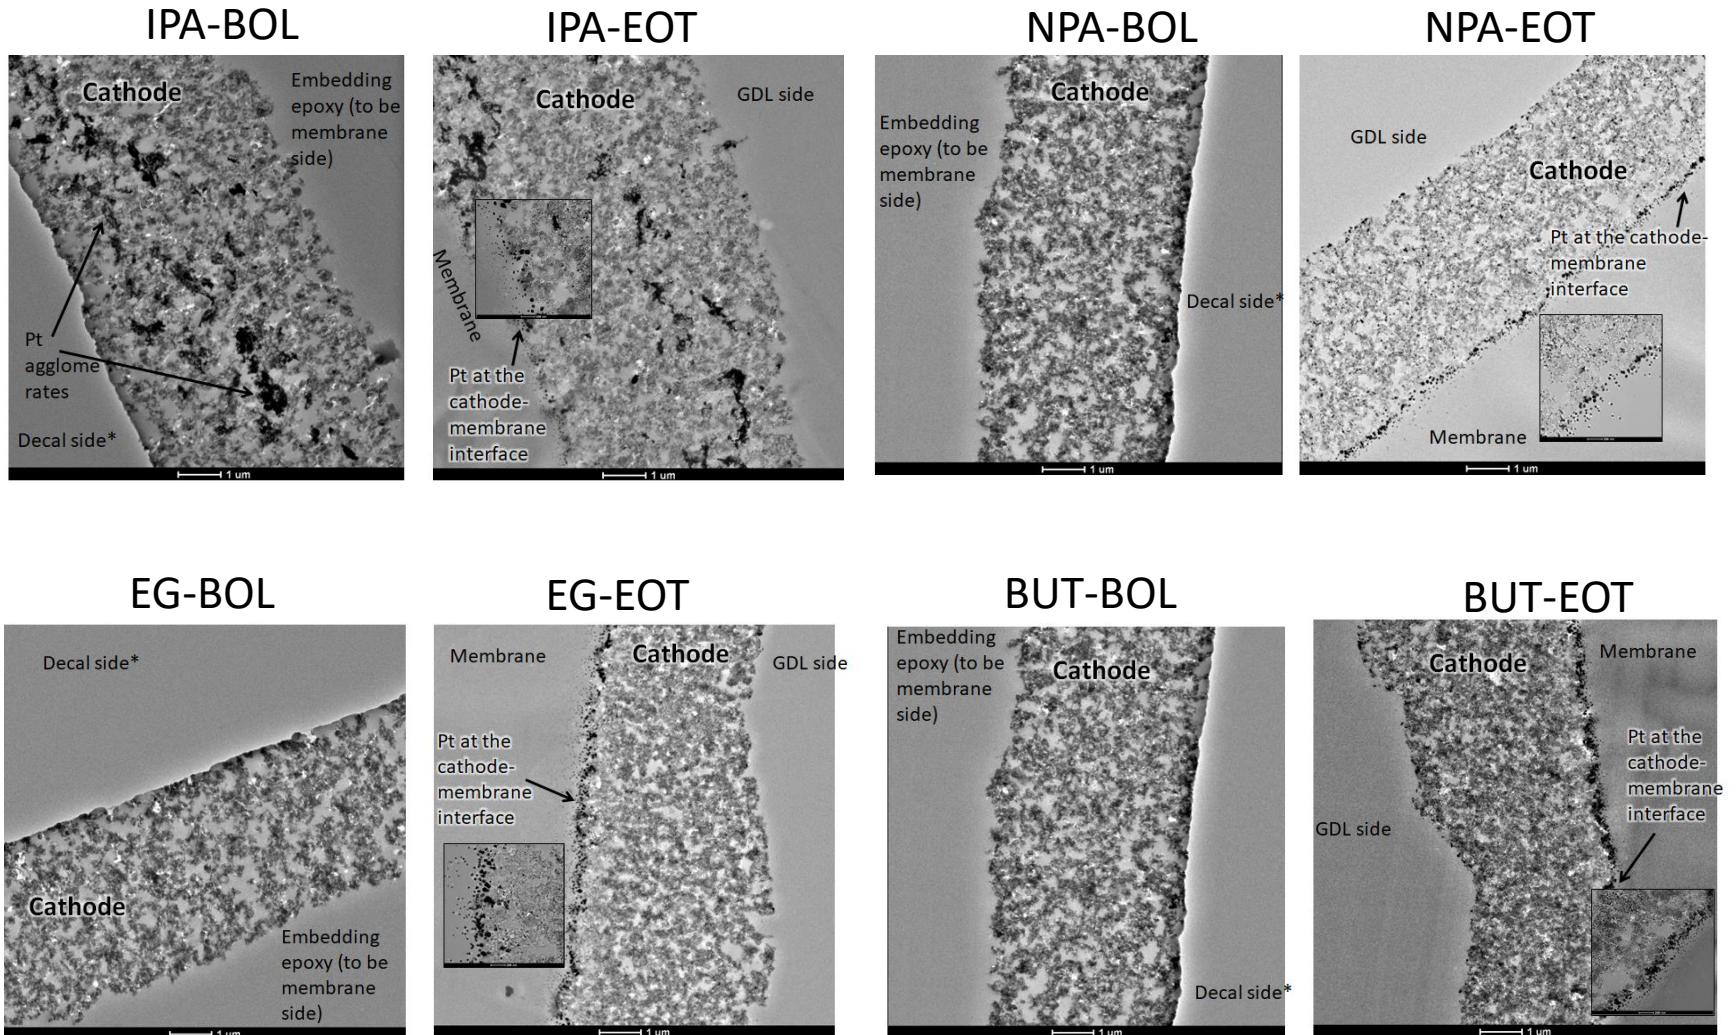 IPA-BOL
IPA-EOT
NPA-BOL
NPA-EOT
Cathode
Embedding
epoxy (to be
membrane
side)
Pt
agglome
rates
Decal side*
1 um
Cathode
GDL side
Membrane
Pt at the
cathode-
membrane
interface
1 um
Cathode
Embedding
epoxy (to be
membrane
side)
Decal side*
1 um
GDL side
Cathode
Pt at the cathode-
membrane
interface
Membrane
1 um
EG-BOL
EG-EOT
BUT-BOL
BUT-EOT
Decal side*
Cathode
Embedding
epoxy (to be
membrane
side)
1 um
Membrane
Cathode
GDL side
Pt at the
cathode-
membrane
interface
1 um
Embedding
epoxy (to be
membrane
side)
Cathode
Decal side*
1 um
Cathode
Membrane
Pt at the
cathode-
membrane
interface
GDL side
1 um